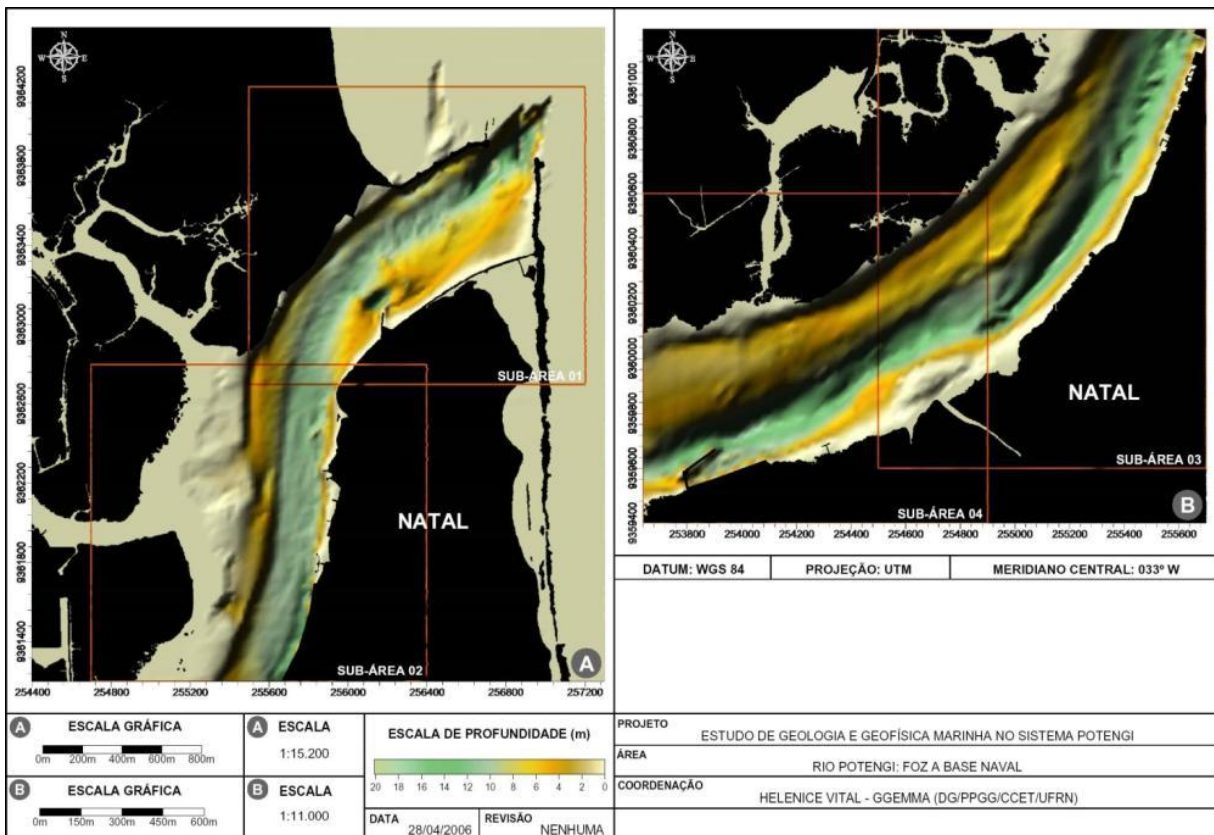 N
W E
S
9364200
9363800
9363400
9363000
9362600
9362200
9361800
9361400
SUB-ÁREA 01
NATAL
SUB-ÁREA 02
A
254400 254800 255200 255600 256000 256400 256800 257200
N
W E
S
9361000
9360800
9360600
9360400
9360200
9360000
9359800
9359600
9359400
NATAL
SUB-ÁREA 03
SUB-ÁREA 04
B
253800 254000 254200 254400 254600 254800 255000 255200 255400 255600
DATUM: WGS 84 PROJEÇÃO: UTM MERIDIANO CENTRAL: 033º W
A ESCALA GRÁFICA
0m 200m 400m 600m 800m
A ESCALA
1:15.200
B ESCALA GRÁFICA
0m 150m 300m 450m 600m
B ESCALA
1:11.000
ESCALA DE PROFUNDIDADE (m)
20 18 16 14 12 10 8 6 4 2 0
DATA
28/04/2006
REVISÃO
NENHUMA
PROJETO
ESTUDO DE GEOLOGIA E GEOFÍSICA MARINHA NO SISTEMA POTENGI
ÁREA
RIO POTENGI: FOZ A BASE NAVAL
COORDENAÇÃO
HELENICE VITAL - GGEMMA (DG/PPGG/CCET/UFRN)